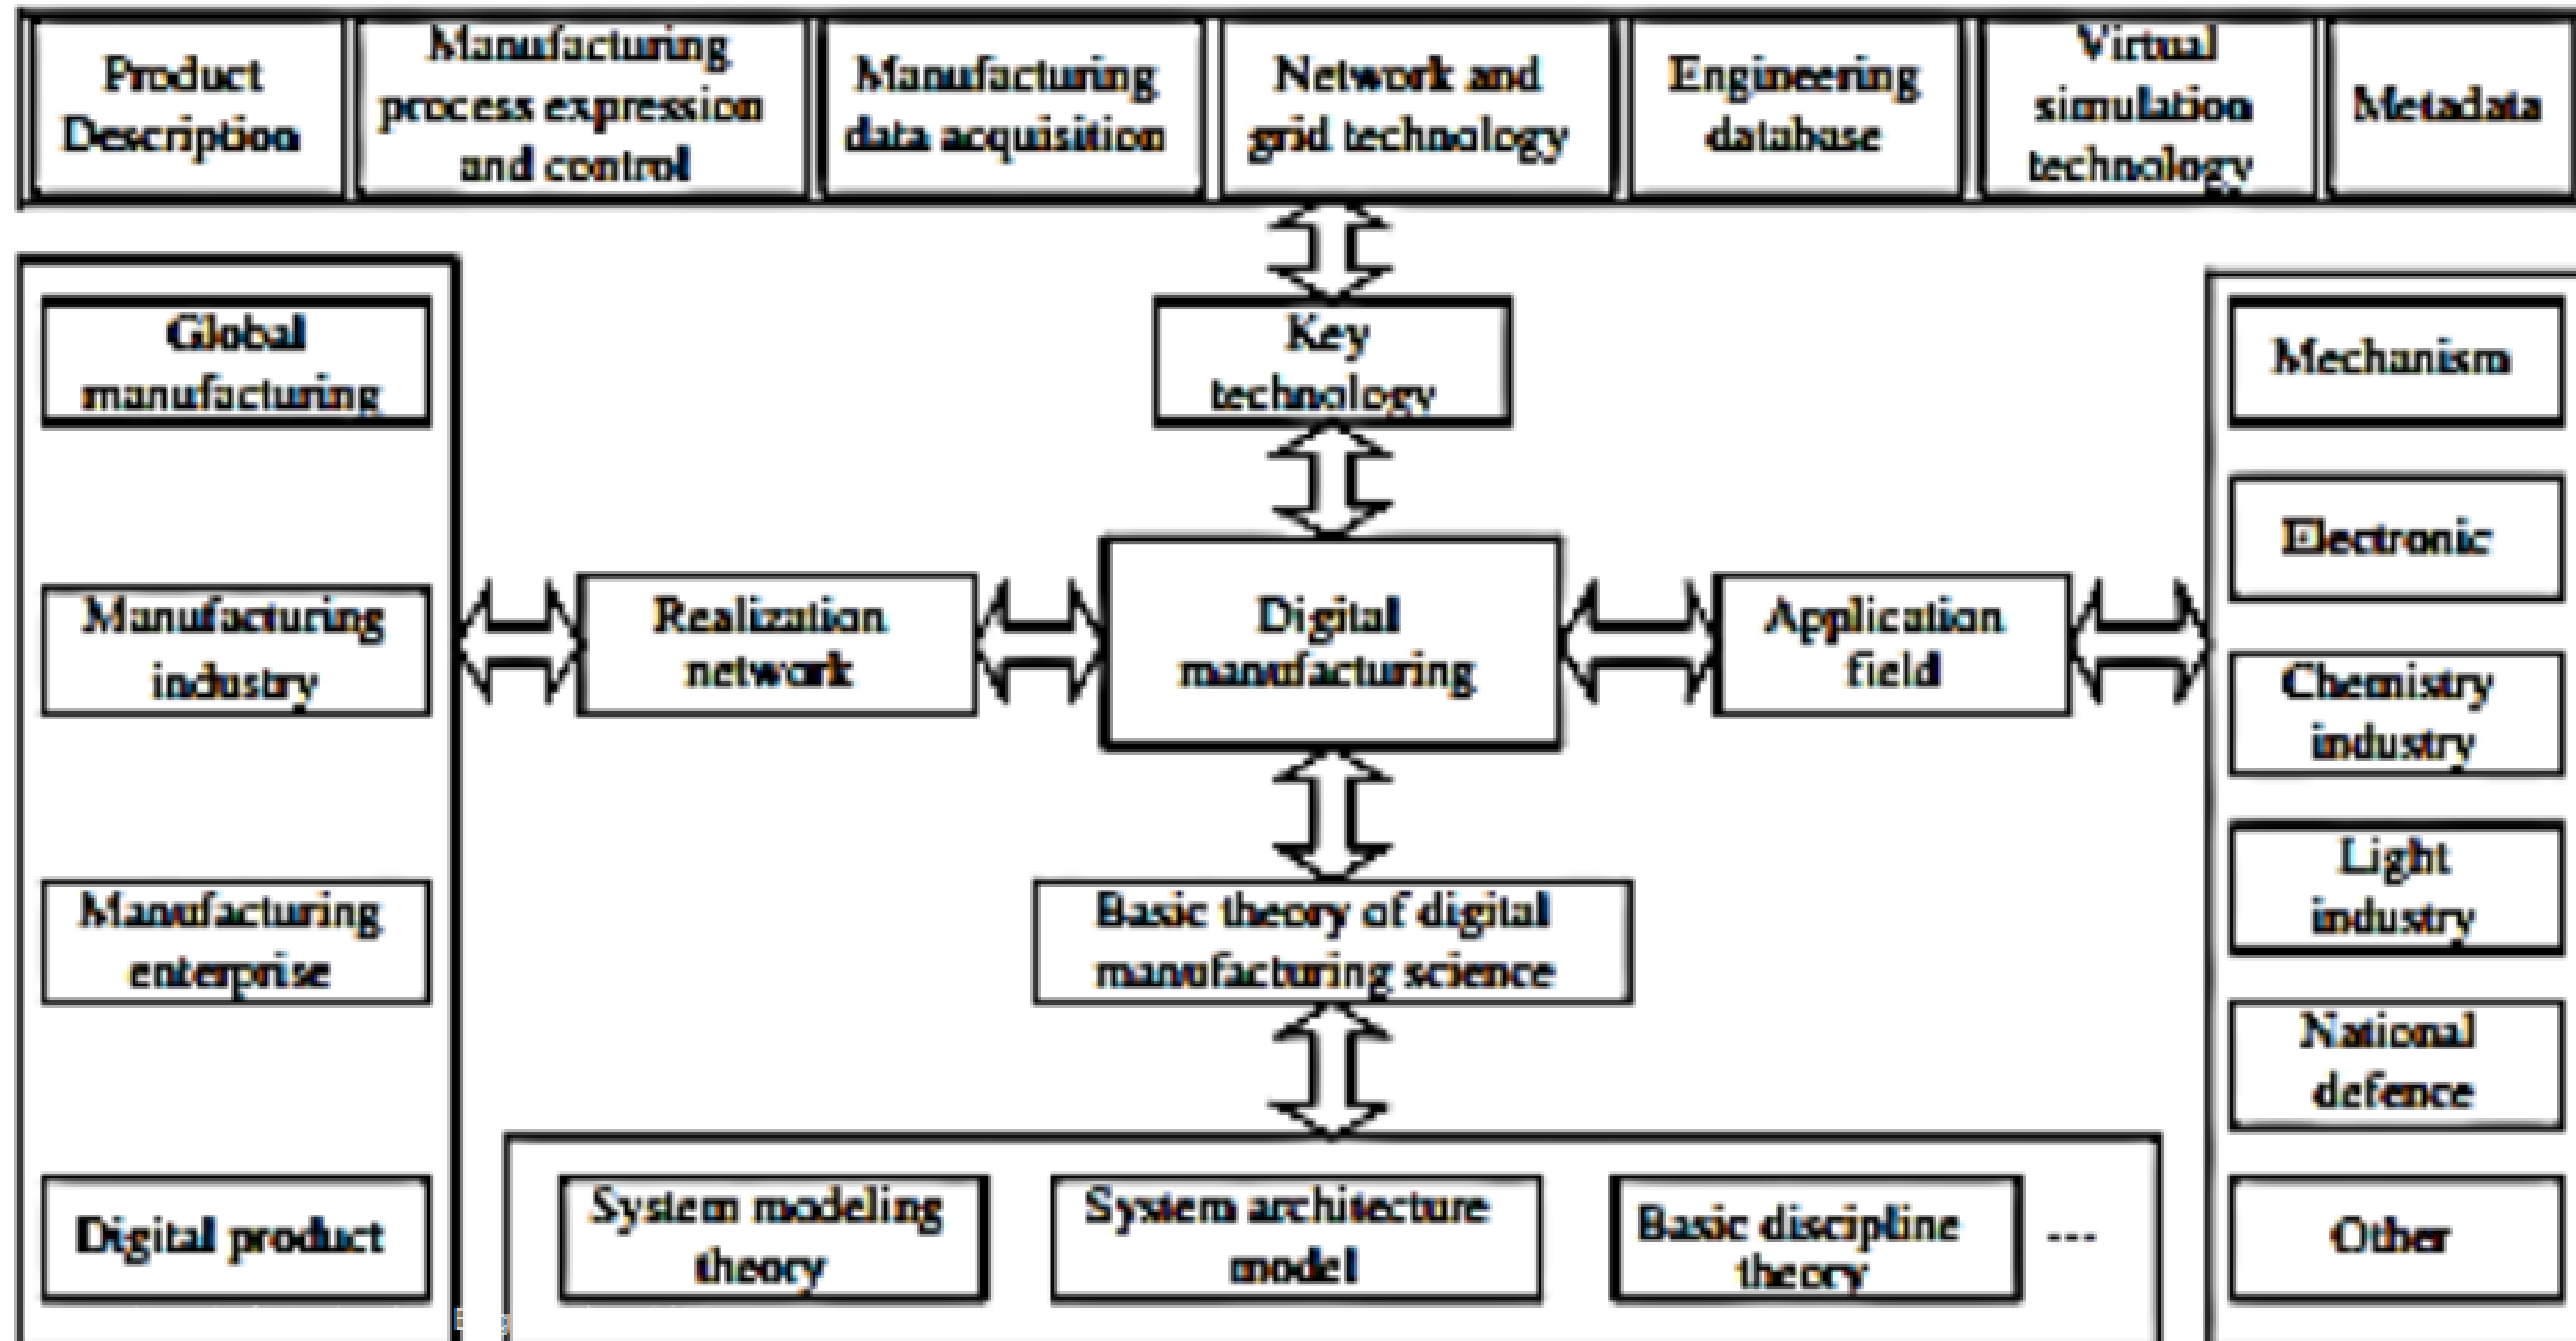 Product
Description
Manufacturing
process expression
and control
Manufacturing
data acquisition
Network and
grid technology
Engineering
database
Virtual
simulation
technology
Metadata
Global
manufacturing
Manufacturing
industry
Manufacturing
enterprise
Digital product
Key
technology
Realization
network
Digital
manufacturing
Application
field
Basic theory of digital
manufacturing science
System modeling
theory
System architecture
model
Basic discipline
theory
---
Mechanism
Electronic
Chemistry
industry
Light
industry
National
defence
Other